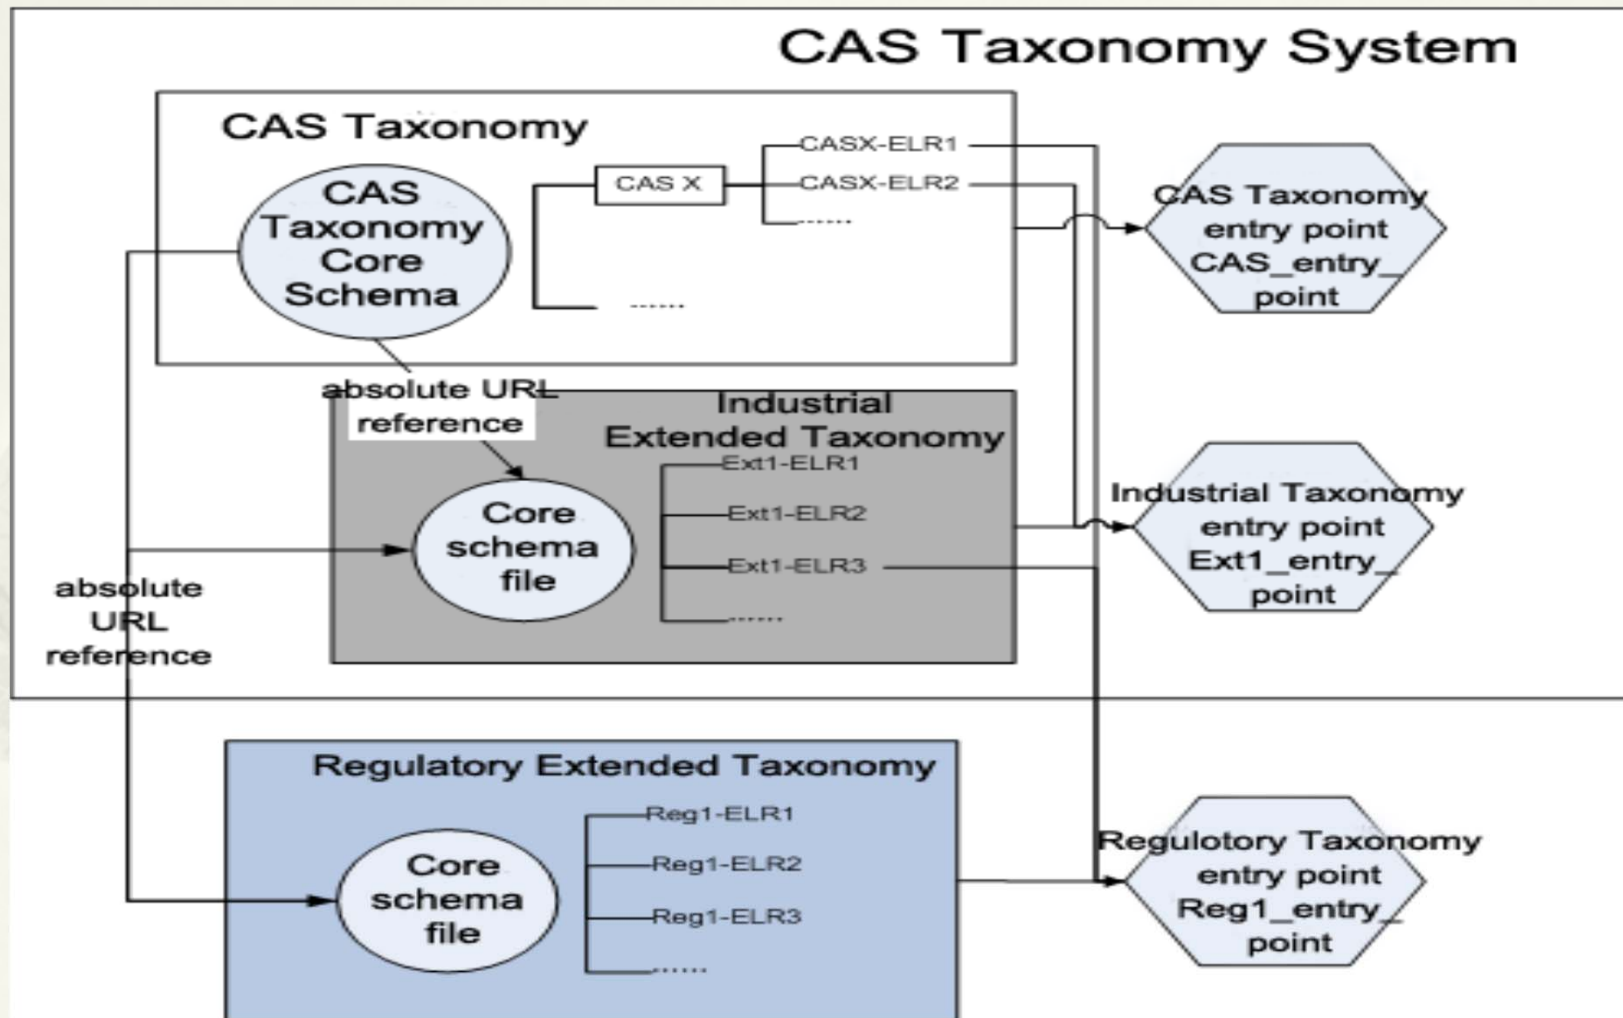 CAS Taxonomy System
CAS Taxonomy
CAS
Taxonomy
Core
Schema
CAS X
CASX-ELR1
CASX-ELR2
......
......
CAS Taxonomy
entry point
CAS_entry_
point
absolute URL
reference
Industrial
Extended Taxonomy
Core
schema
file
Ext1-ELR1
Ext1-ELR2
Ext1-ELR3
......
Industrial Taxonomy
entry point
Ext1_entry_
point
absolute
URL
reference
Regulatory Extended Taxonomy
Core
schema
file
Reg1-ELR1
Reg1-ELR2
Reg1-ELR3
......
Regulotory Taxonomy
entry point
Reg1_entry_
point